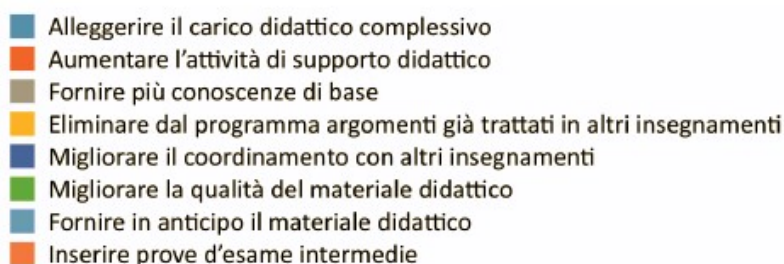 Alleggerire il carico didattico complessivo
Aumentare l'attività di supporto didattico
Fornire più conoscenze di base
Eliminare dal programma argomenti già trattati in altri insegnamenti
Migliorare il coordinamento con altri insegnamenti
Migliorare la qualità del materiale didattico
Fornire in anticipo il materiale didattico
Inserire prove d'esame intermedie